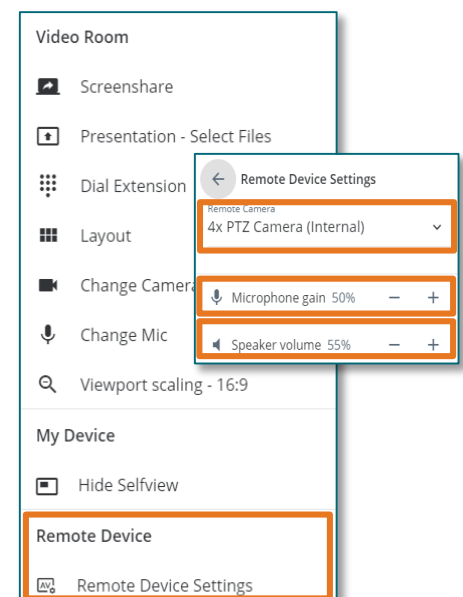 Video Room
Screenshare
Presentation - Select Files
Dial Extension
Layout
Change Camera
Change Mic
Viewport scaling - 16:9
My Device
Hide Selfview
Remote Device
AV
Remote Device Settings
Remote Device Settings
Remote Camera
4x PTZ Camera (Internal)
Microphone gain 50% − +
Speaker volume 55% − +